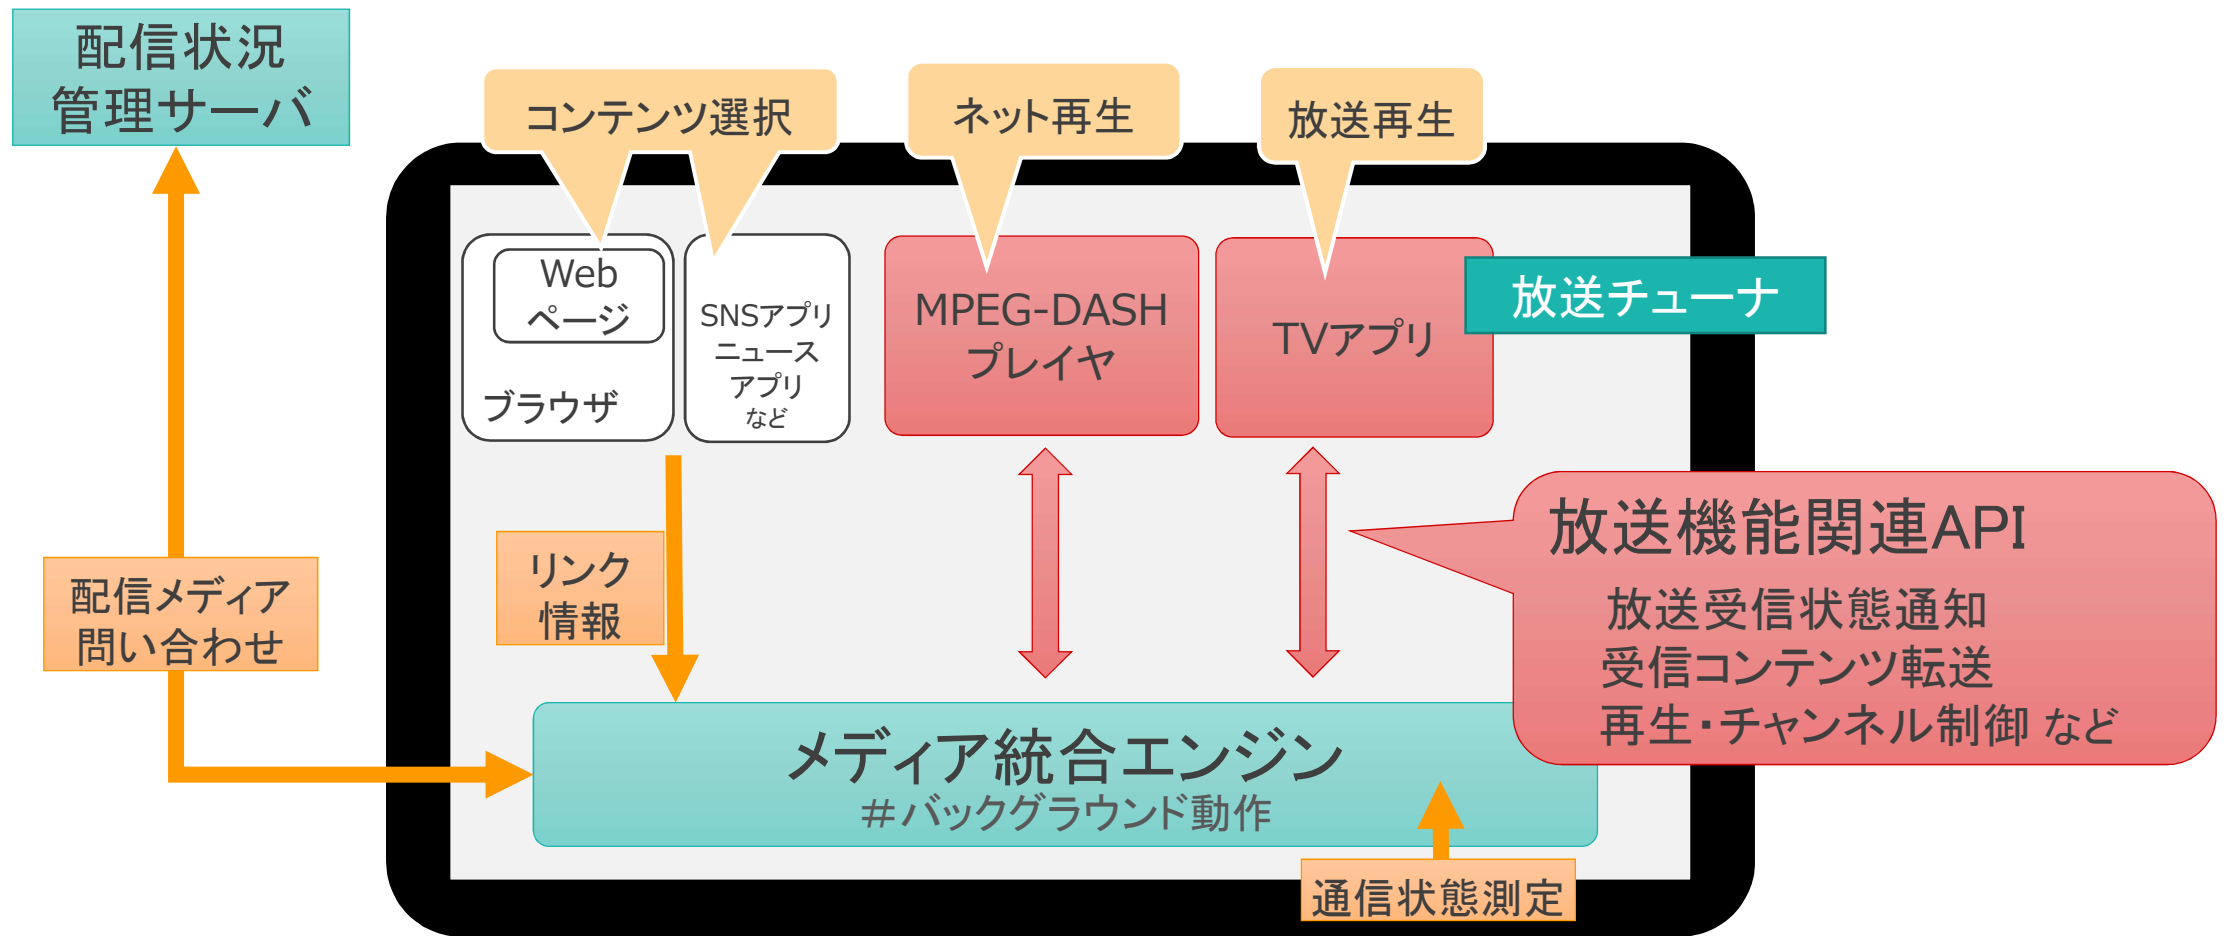 配信状況
管理サーバ
コンテンツ選択
ネット再生
放送再生
Web
ページ
ブラウザ
SNSアプリ
ニュース
アプリ
など
MPEG-DASH
プレイヤ
TVアプリ
放送チューナ
リンク
情報
配信メディア
問い合わせ
放送機能関連API
放送受信状態通知
受信コンテンツ転送
再生・チャンネル制御 など
メディア統合エンジン
＃バックグラウンド動作
通信状態測定